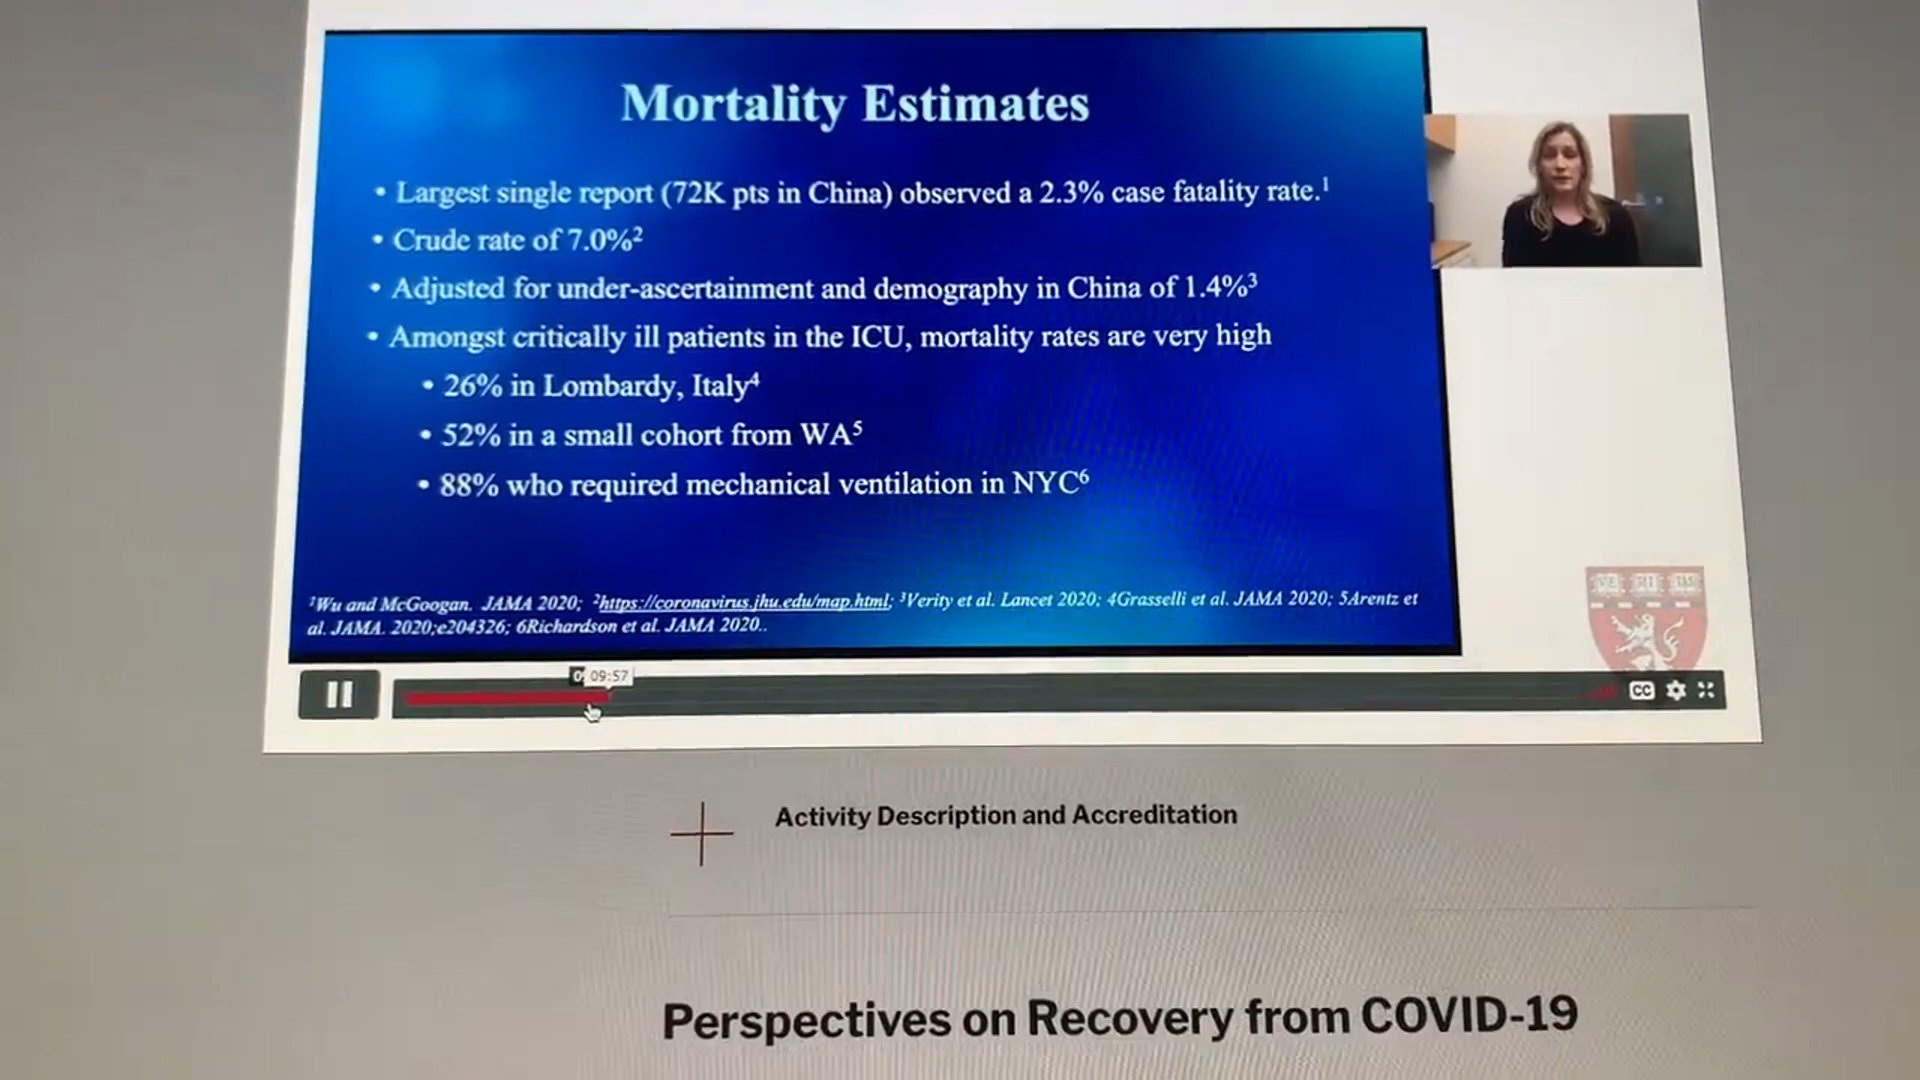 Mortality Estimates
• Largest single report (72K pts in China) observed a 2.3% case fatality rate.¹
• Crude rate of 7.0%²
• Adjusted for under-ascertainment and demography in China of 1.4%³
• Amongst critically ill patients in the ICU, mortality rates are very high
• 26% in Lombardy, Italy⁴
• 52% in a small cohort from WA⁵
• 88% who required mechanical ventilation in NYC⁶
¹Wu and McGoogan. JAMA 2020; ²https://coronavirus.jhu.edu/map.html; ³Verity et al. Lancet 2020; 4Grasselli et al. JAMA 2020; 5Arentz et
al. JAMA. 2020;e204326; 6Richardson et al. JAMA 2020..
VE RI TAS
09:57
CC
Activity Description and Accreditation
Perspectives on Recovery from COVID-19